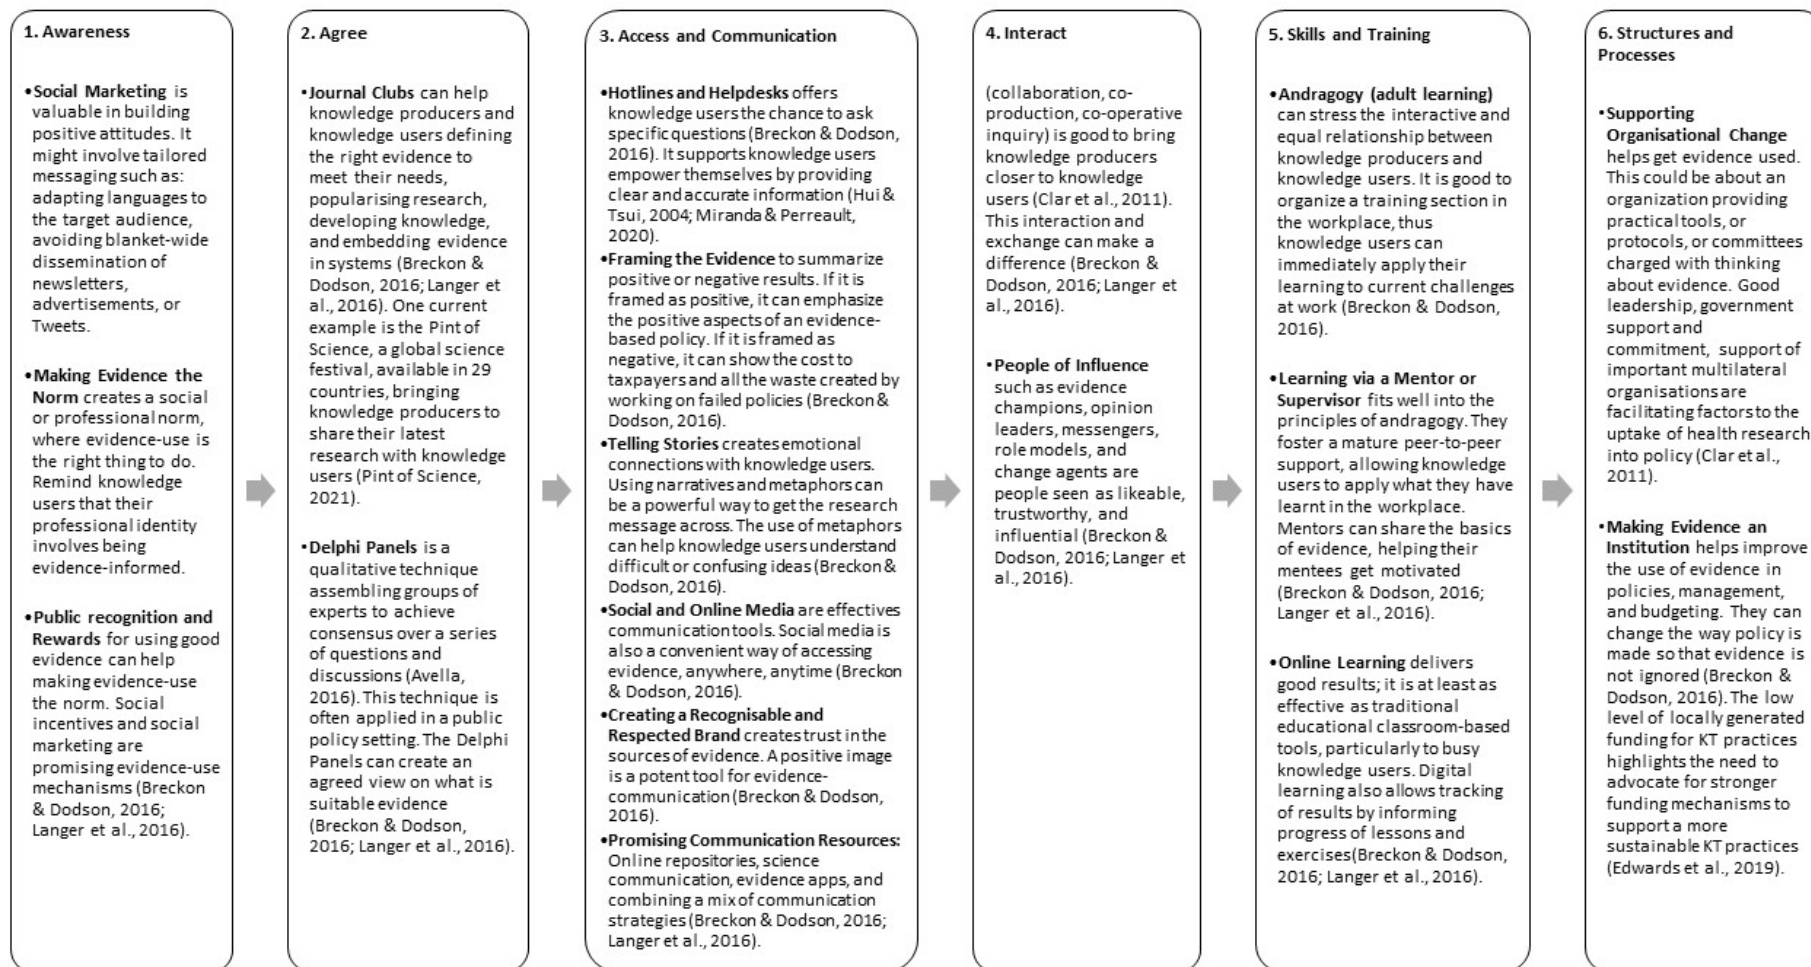 1. Awareness
•Social Marketing is
valuable in building
positive attitudes. It
might involve tailored
messaging such as:
adapting languages to
the target audience,
avoiding blanket-wide
dissemination of
newsletters,
advertisements, or
Tweets.
•Making Evidence the
Norm creates a social
or professional norm,
where evidence-use is
the right thing to do.
Remind knowledge
users that their
professional identity
involves being
evidence-informed.
•Public recognition and
Rewards for using good
evidence can help
making evidence-use
the norm. Social
incentives and social
marketing are
promising evidence-use
mechanisms (Breckon
& Dodson, 2016;
Langer et al., 2016).
2. Agree
•Journal Clubs can help
knowledge producers and
knowledge users defining
the right evidence to
meet their needs,
popularising research,
developing knowledge,
and embedding evidence
in systems (Breckon &
Dodson, 2016; Langer et
al., 2016). One current
example is the Pint of
Science, a global science
festival, available in 29
countries, bringing
knowledge producers to
share their latest
research with knowledge
users (Pint of Science,
2021).
•Delphi Panels is a
qualitative technique
assembling groups of
experts to achieve
consensus over a series
of questions and
discussions (Avella,
2016). This technique is
often applied in a public
policy setting. The Delphi
Panels can create an
agreed view on what is
suitable evidence
(Breckon & Dodson,
2016; Langer et al., 2016).
3. Access and Communication
•Hotlines and Helpdesks offers
knowledge users the chance to ask
specific questions (Breckon & Dodson,
2016). It supports knowledge users
empower themselves by providing
clear and accurate information (Hui &
Tsui, 2004; Miranda & Perreault,
2020).
•Framing the Evidence to summarize
positive or negative results. If it is
framed as positive, it can emphasize
the positive aspects of an evidence-
based policy. If it is framed as
negative, it can show the cost to
taxpayers and all the waste created by
working on failed policies (Breckon &
Dodson, 2016).
•Telling Stories creates emotional
connections with knowledge users.
Using narratives and metaphors can
be a powerful way to get the research
message across. The use of metaphors
can help knowledge users understand
difficult or confusing ideas (Breckon &
Dodson, 2016).
•Social and Online Media are effectives
communication tools. Social media is
also a convenient way of accessing
evidence, anywhere, anytime (Breckon
& Dodson, 2016).
•Creating a Recognisable and
Respected Brand creates trust in the
sources of evidence. A positive image
is a potent tool for evidence-
communication (Breckon & Dodson,
2016).
•Promising Communication Resources:
Online repositories, science
communication, evidence apps, and
combining a mix of communication
strategies (Breckon & Dodson, 2016;
Langer et al., 2016).
4. Interact
(collaboration, co-
production, co-operative
inquiry) is good to bring
knowledge producers
closer to knowledge
users (Clar et al., 2011).
This interaction and
exchange can make a
difference (Breckon &
Dodson, 2016; Langer et
al., 2016).
•People of Influence
such as evidence
champions, opinion
leaders, messengers,
role models, and
change agents are
people seen as likeable,
trustworthy, and
influential (Breckon &
Dodson, 2016; Langer et
al., 2016).
5. Skills and Training
•Andragogy (adult learning)
can stress the interactive and
equal relationship between
knowledge producers and
knowledge users. It is good to
organize a training section in
the workplace, thus
knowledge users can
immediately apply their
learning to current challenges
at work (Breckon & Dodson,
2016).
•Learning via a Mentor or
Supervisor fits well into the
principles of andragogy. They
foster a mature peer-to-peer
support, allowing knowledge
users to apply what they have
learnt in the workplace.
Mentors can share the basics
of evidence, helping their
mentees get motivated
(Breckon & Dodson, 2016;
Langer et al., 2016).
•Online Learning delivers
good results; it is at least as
effective as traditional
educational classroom-based
tools, particularly to busy
knowledge users. Digital
learning also allows tracking
of results by informing
progress of lessons and
exercises (Breckon & Dodson,
2016; Langer et al., 2016).
6. Structures and
Processes
•Supporting
Organisational Change
helps get evidence used.
This could be about an
organization providing
practical tools, or
protocols, or committees
charged with thinking
about evidence. Good
leadership, government
support and
commitment, support of
important multilateral
organisations are
facilitating factors to the
uptake of health research
into policy (Clar et al.,
2011).
•Making Evidence an
Institution helps improve
the use of evidence in
policies, management,
and budgeting. They can
change the way policy is
made so that evidence is
not ignored (Breckon &
Dodson, 2016). The low
level of locally generated
funding for KT practices
highlights the need to
advocate for stronger
funding mechanisms to
support a more
sustainable KT practices
(Edwards et al., 2019).